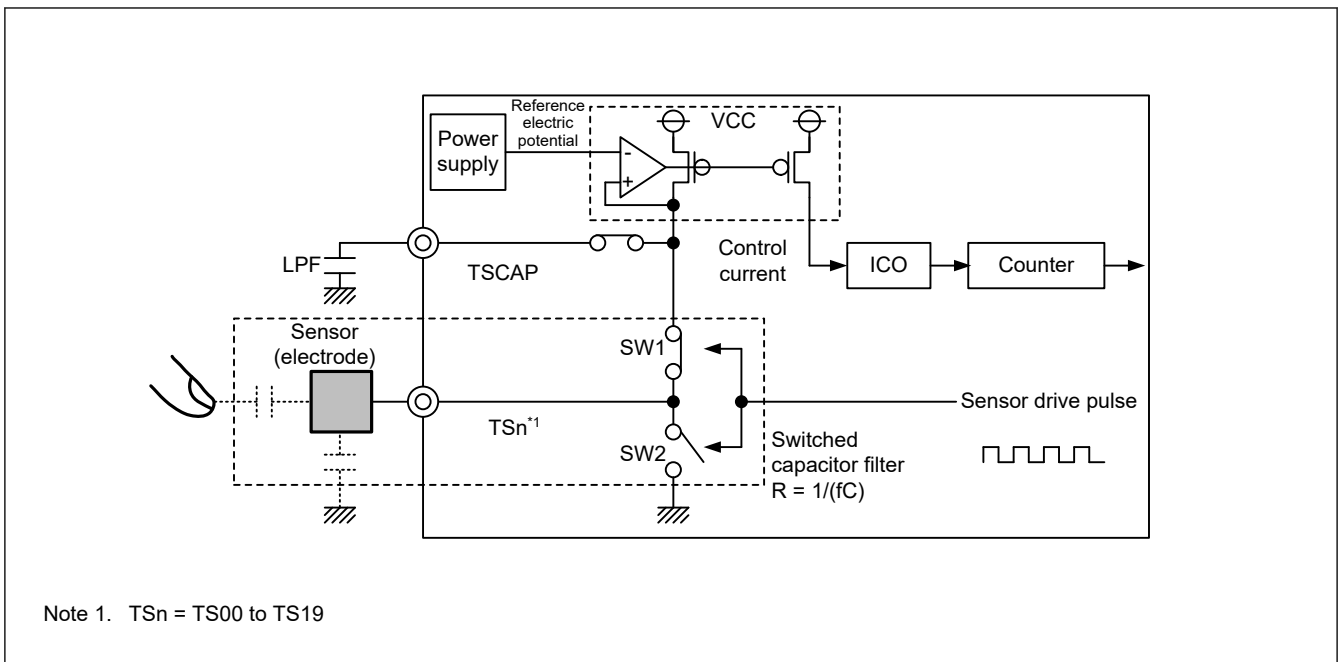 Reference
electric
potential
VCC
Power
supply
-
+
LPF
TSCAP
Control
current
ICO
Counter
Sensor
(electrode)
SW1
TSn*1
Sensor drive pulse
SW2
Switched
capacitor filter
R = 1/(fC)
Note 1. TSn = TS00 to TS19